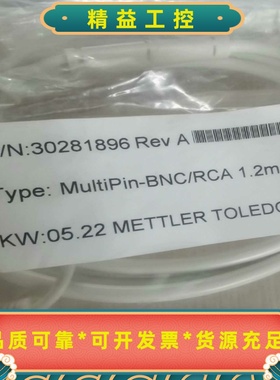 精益工控
/N:30281896 Rev A
Type: MultiPin-BNC/RCA 1.2m
KW:05.22 METTLER TOLEDO
品质可靠*可开发票*货源充足